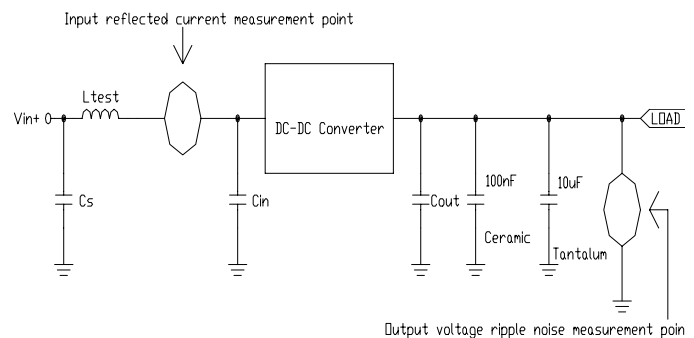 Input reflected current measurement point
Ltest
Vin+ O
DC-DC Converter
LOAD
Cs
Cin
Cout
100nF
10uF
Ceramic
Tantalum
Output voltage ripple noise measurement poin